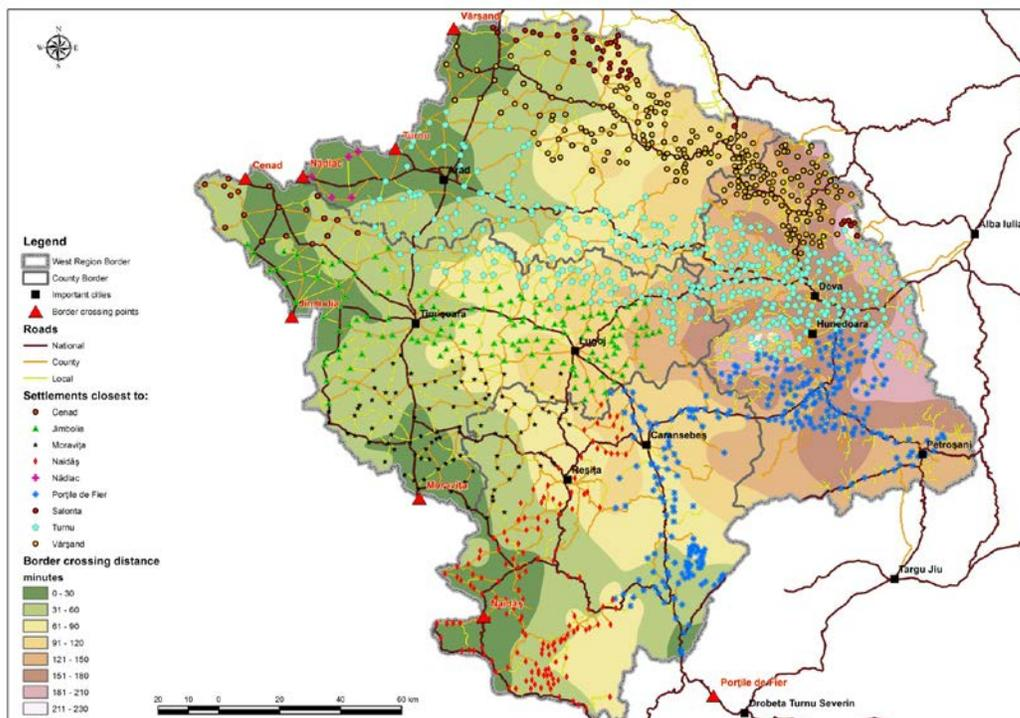 N
W E
S
Vârșand
Turnu
Cenad
Nădlac
Arad
Alba Iulia
Jimbolia
Timișoara
Dova
Hunedoara
Lugoj
Caransebeș
Petroșani
Reșița
Moravița
Targu Jiu
Naidăș
Porțile de Fier
Drobeta Turnu Severin
Legend
West Region Border
County Border
Important cities
Border crossing points
Roads
National
County
Local
Settlements closest to:
Cenad
Jimbolia
Moravița
Naidăș
Nădlac
Porțile de Fier
Salonta
Turnu
Vârșand
Border crossing distance
minutes
0 - 30
31 - 60
61 - 90
91 - 120
121 - 150
151 - 180
181 - 210
211 - 230
20 10 0 20 40 60 km